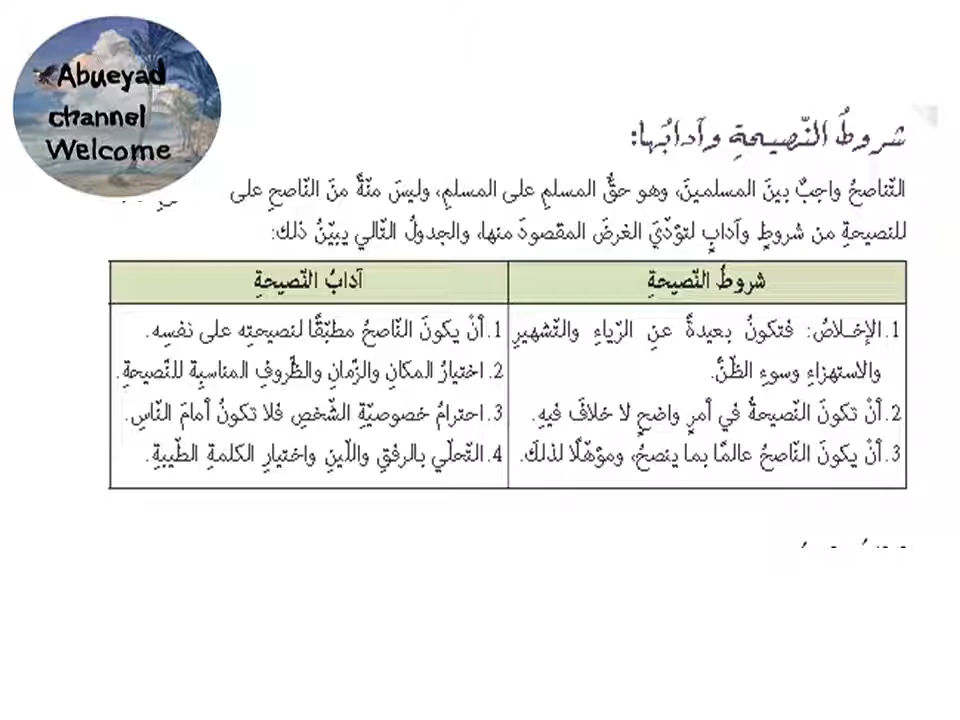 Abueyad
channel
Welcome
شروطُ النّصيحةِ وآدابُها:
التّناصحُ واجبٌ بينَ المسلمينَ، وهو حقُّ المسلمِ على المسلمِ، وليسَ منّةً منَ النّاصحِ على
للنصيحةِ من شروطٍ وآدابٍ لتؤدّيَ الغرضَ المقصودَ منها، والجدولُ التّالي يبيّنُ ذلك:
شروطُ النّصيحةِ
1. الإخلاصُ: فتكونُ بعيدةً عنِ الرّياءِ والتّشهيرِ
والاستهزاءِ وسوءِ الظّنِّ.
2. أنْ تكونَ النّصيحةُ في أمرٍ واضحٍ لا خلافَ فيهِ.
3. أنْ يكونَ النّاصحُ عالمًا بما ينصحُ، ومؤهّلًا لذلكَ.
آدابُ النّصيحةِ
1. أنْ يكونَ النّاصحُ مطبّقًا لنصيحتِه على نفسِه.
2. اختيارُ المكانِ والزّمانِ والظّروفِ المناسبةِ للنّصيحةِ.
3. احترامُ خصوصيّةِ الشّخصِ فلا تكونُ أمامَ النّاسِ.
4. التّحلّي بالرفقِ واللّينِ واختيارِ الكلمةِ الطّيبةِ.